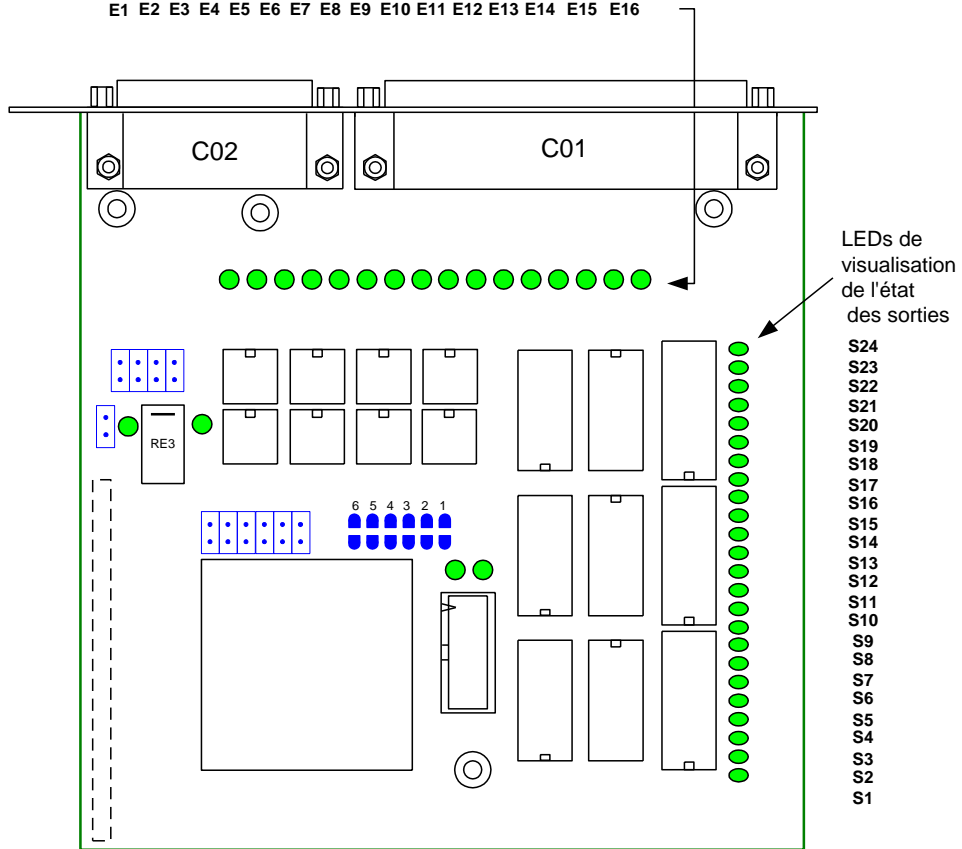 E1 E2 E3 E4 E5 E6 E7 E8 E9 E10 E11 E12 E13 E14 E15 E16
C02
C01
LEDs de
visualisation
de l'état
des sorties
S24
S23
S22
S21
S20
S19
S18
S17
S16
S15
S14
S13
S12
S11
S10
S9
S8
S7
S6
S5
S4
S3
S2
S1
RE3
6 5 4 3 2 1